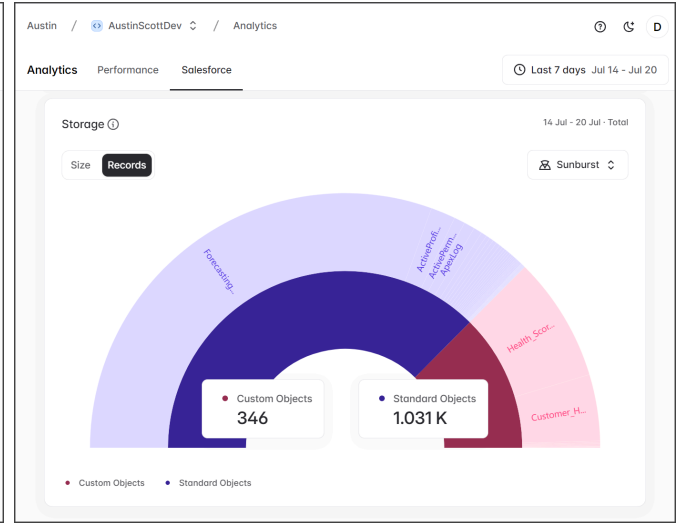 Austin / AustinScottDev / Analytics
D
Analytics Performance Salesforce
Last 7 days Jul 14 - Jul 20
Storage
14 Jul - 20 Jul · Total
Size Records
Sunburst
Forecasting...
ActiveProfi...
ActivePerm...
ApexLog
Health_Scor...
Customer_H...
Custom Objects
346
Standard Objects
1.031 K
Custom Objects Standard Objects